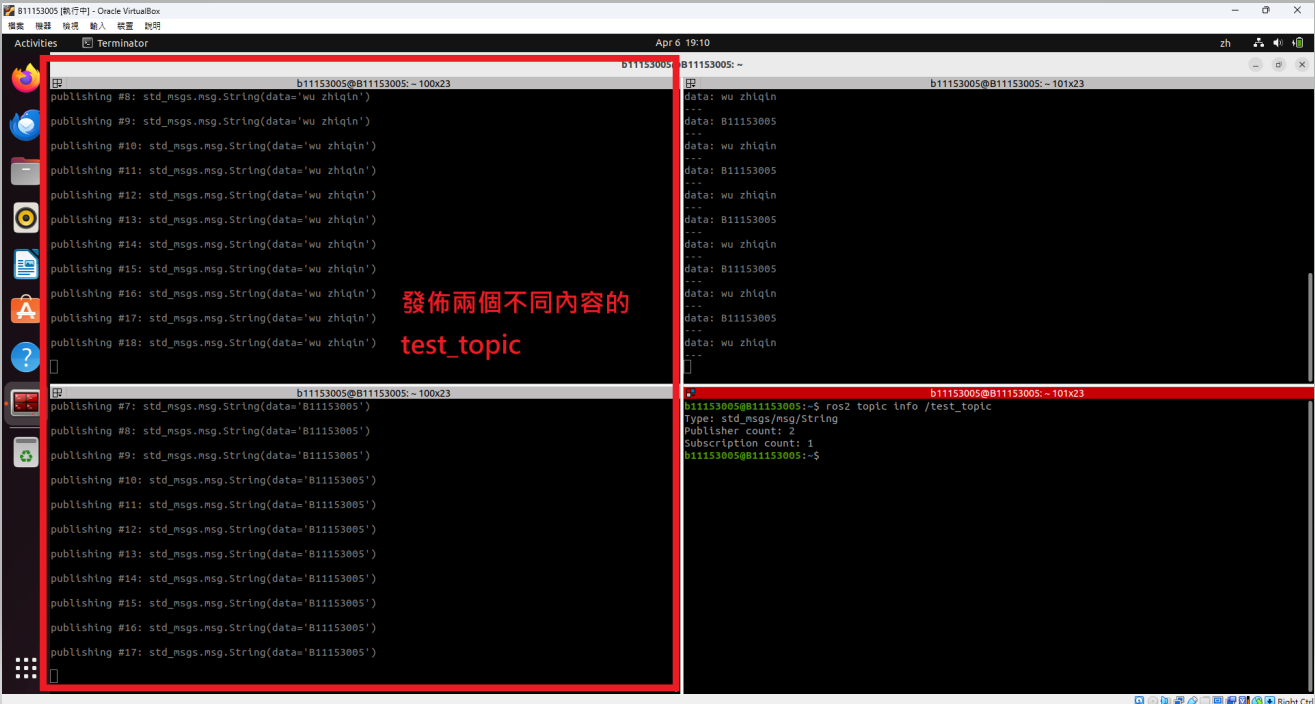 B11153005 [執行中] - Oracle VirtualBox
檔案 機器 檢視 輸入 裝置 說明
Activities Terminator Apr 6 19:10 zh
b11153005@B11153005: ~
b11153005@B11153005: ~ 100x23
publishing #8: std_msgs.msg.String(data='wu zhiqin')
publishing #9: std_msgs.msg.String(data='wu zhiqin')
publishing #10: std_msgs.msg.String(data='wu zhiqin')
publishing #11: std_msgs.msg.String(data='wu zhiqin')
publishing #12: std_msgs.msg.String(data='wu zhiqin')
publishing #13: std_msgs.msg.String(data='wu zhiqin')
publishing #14: std_msgs.msg.String(data='wu zhiqin')
publishing #15: std_msgs.msg.String(data='wu zhiqin')
publishing #16: std_msgs.msg.String(data='wu zhiqin')
publishing #17: std_msgs.msg.String(data='wu zhiqin')
publishing #18: std_msgs.msg.String(data='wu zhiqin')
發佈兩個不同內容的
test_topic
b11153005@B11153005: ~ 101x23
data: wu zhiqin
---
data: B11153005
---
data: wu zhiqin
---
data: B11153005
---
data: wu zhiqin
---
data: B11153005
---
data: wu zhiqin
---
data: B11153005
---
data: wu zhiqin
---
data: B11153005
---
data: wu zhiqin
---
b11153005@B11153005: ~ 100x23
publishing #7: std_msgs.msg.String(data='B11153005')
publishing #8: std_msgs.msg.String(data='B11153005')
publishing #9: std_msgs.msg.String(data='B11153005')
publishing #10: std_msgs.msg.String(data='B11153005')
publishing #11: std_msgs.msg.String(data='B11153005')
publishing #12: std_msgs.msg.String(data='B11153005')
publishing #13: std_msgs.msg.String(data='B11153005')
publishing #14: std_msgs.msg.String(data='B11153005')
publishing #15: std_msgs.msg.String(data='B11153005')
publishing #16: std_msgs.msg.String(data='B11153005')
publishing #17: std_msgs.msg.String(data='B11153005')
b11153005@B11153005: ~ 101x23
b11153005@B11153005:~$ ros2 topic info /test_topic
Type: std_msgs/msg/String
Publisher count: 2
Subscription count: 1
b11153005@B11153005:~$
Right Ctrl